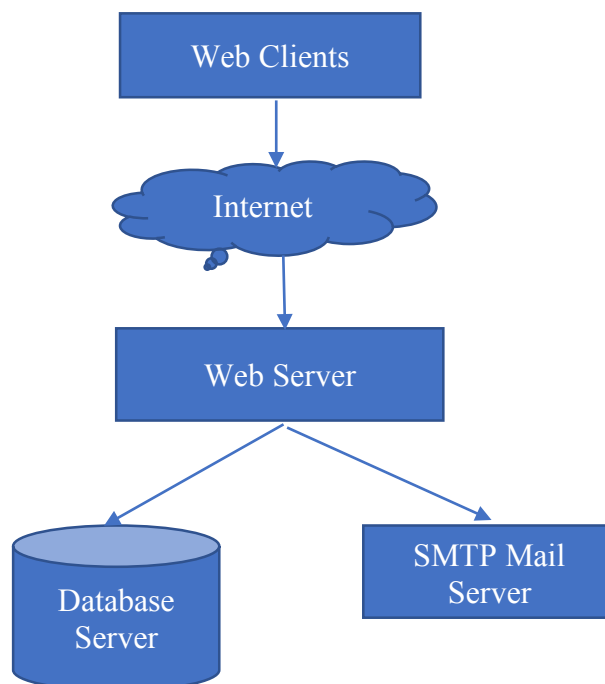 Web Clients
Internet
Web Server
Database
Server
SMTP Mail
Server